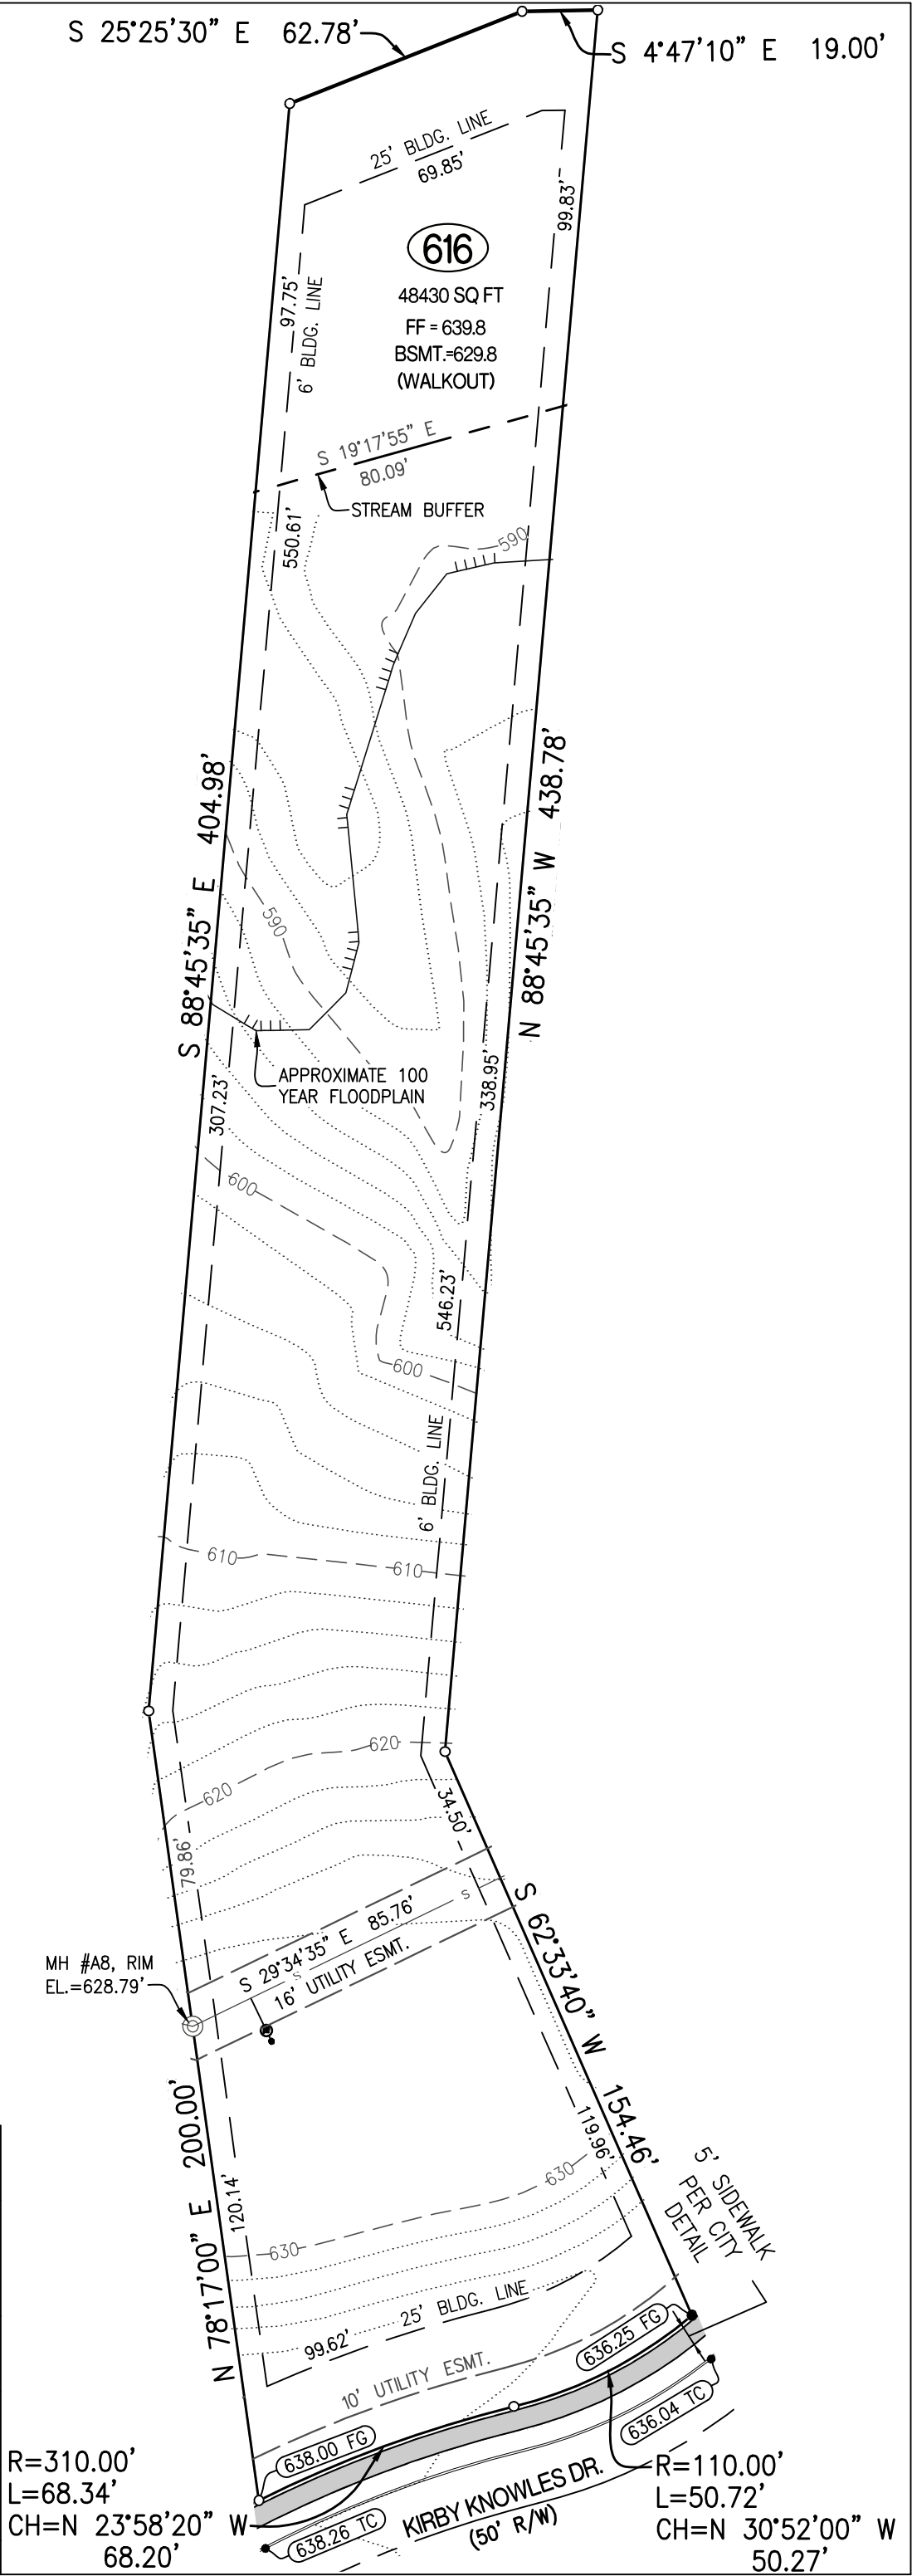 S 25°25'30" E 62.78'
S 4°47'10" E 19.00'
25' BLDG. LINE
69.85'
99.83'
616
48430 SQ FT
FF = 639.8
BSMT.=629.8
(WALKOUT)
97.75'
6' BLDG. LINE
S 19°17'55" E
80.09'
STREAM BUFFER
550.61'
590
S 88°45'35" E 404.98'
N 88°45'35" W 438.78'
590
APPROXIMATE 100
YEAR FLOODPLAIN
307.23'
338.95'
600
546.23'
600
6' BLDG. LINE
610
610
620
620
34.50'
79.86'
S 29°34'35" E 85.76'
s
s
16' UTILITY ESMT.
MH #A8, RIM
EL.=628.79'
S 62°33'40" W 154.46'
N 78°17'00" E 200.00'
119.96'
120.14'
630
630
5' SIDEWALK
PER CITY
DETAIL
25' BLDG. LINE
99.62'
10' UTILITY ESMT.
636.25 FG
636.04 TC
638.00 FG
638.26 TC
KIRBY KNOWLES DR.
(50' R/W)
R=310.00'
L=68.34'
CH=N 23°58'20" W
68.20'
R=110.00'
L=50.72'
CH=N 30°52'00" W
50.27'